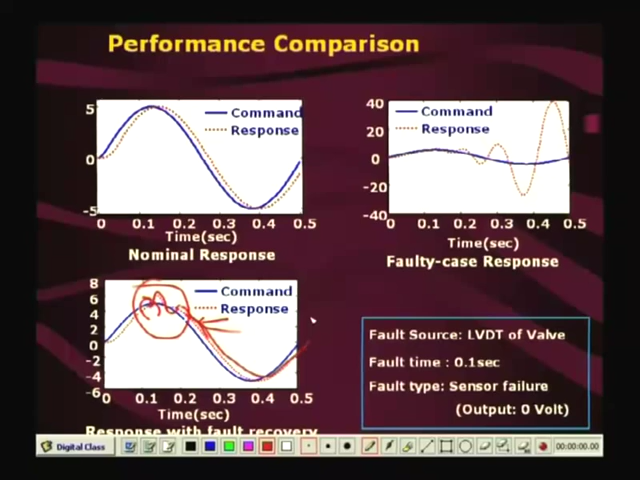 Performance Comparison
5
0
-5
0 0.1 0.2 0.3 0.4 0.5
Command
Response
Time(sec)
Nominal Response
40
20
0
-20
-40
0 0.1 0.2 0.3 0.4 0.5
Command
Response
Time(sec)
Faulty-case Response
8
6
4
2
0
-2
-4
-6
0 0.1 0.2 0.3 0.4 0.5
Command
Response
Time(sec)
Response with fault recovery
Fault Source: LVDT of Valve
Fault time : 0.1sec
Fault type: Sensor failure
(Output: 0 Volt)
Digital Class
00:00:00.00